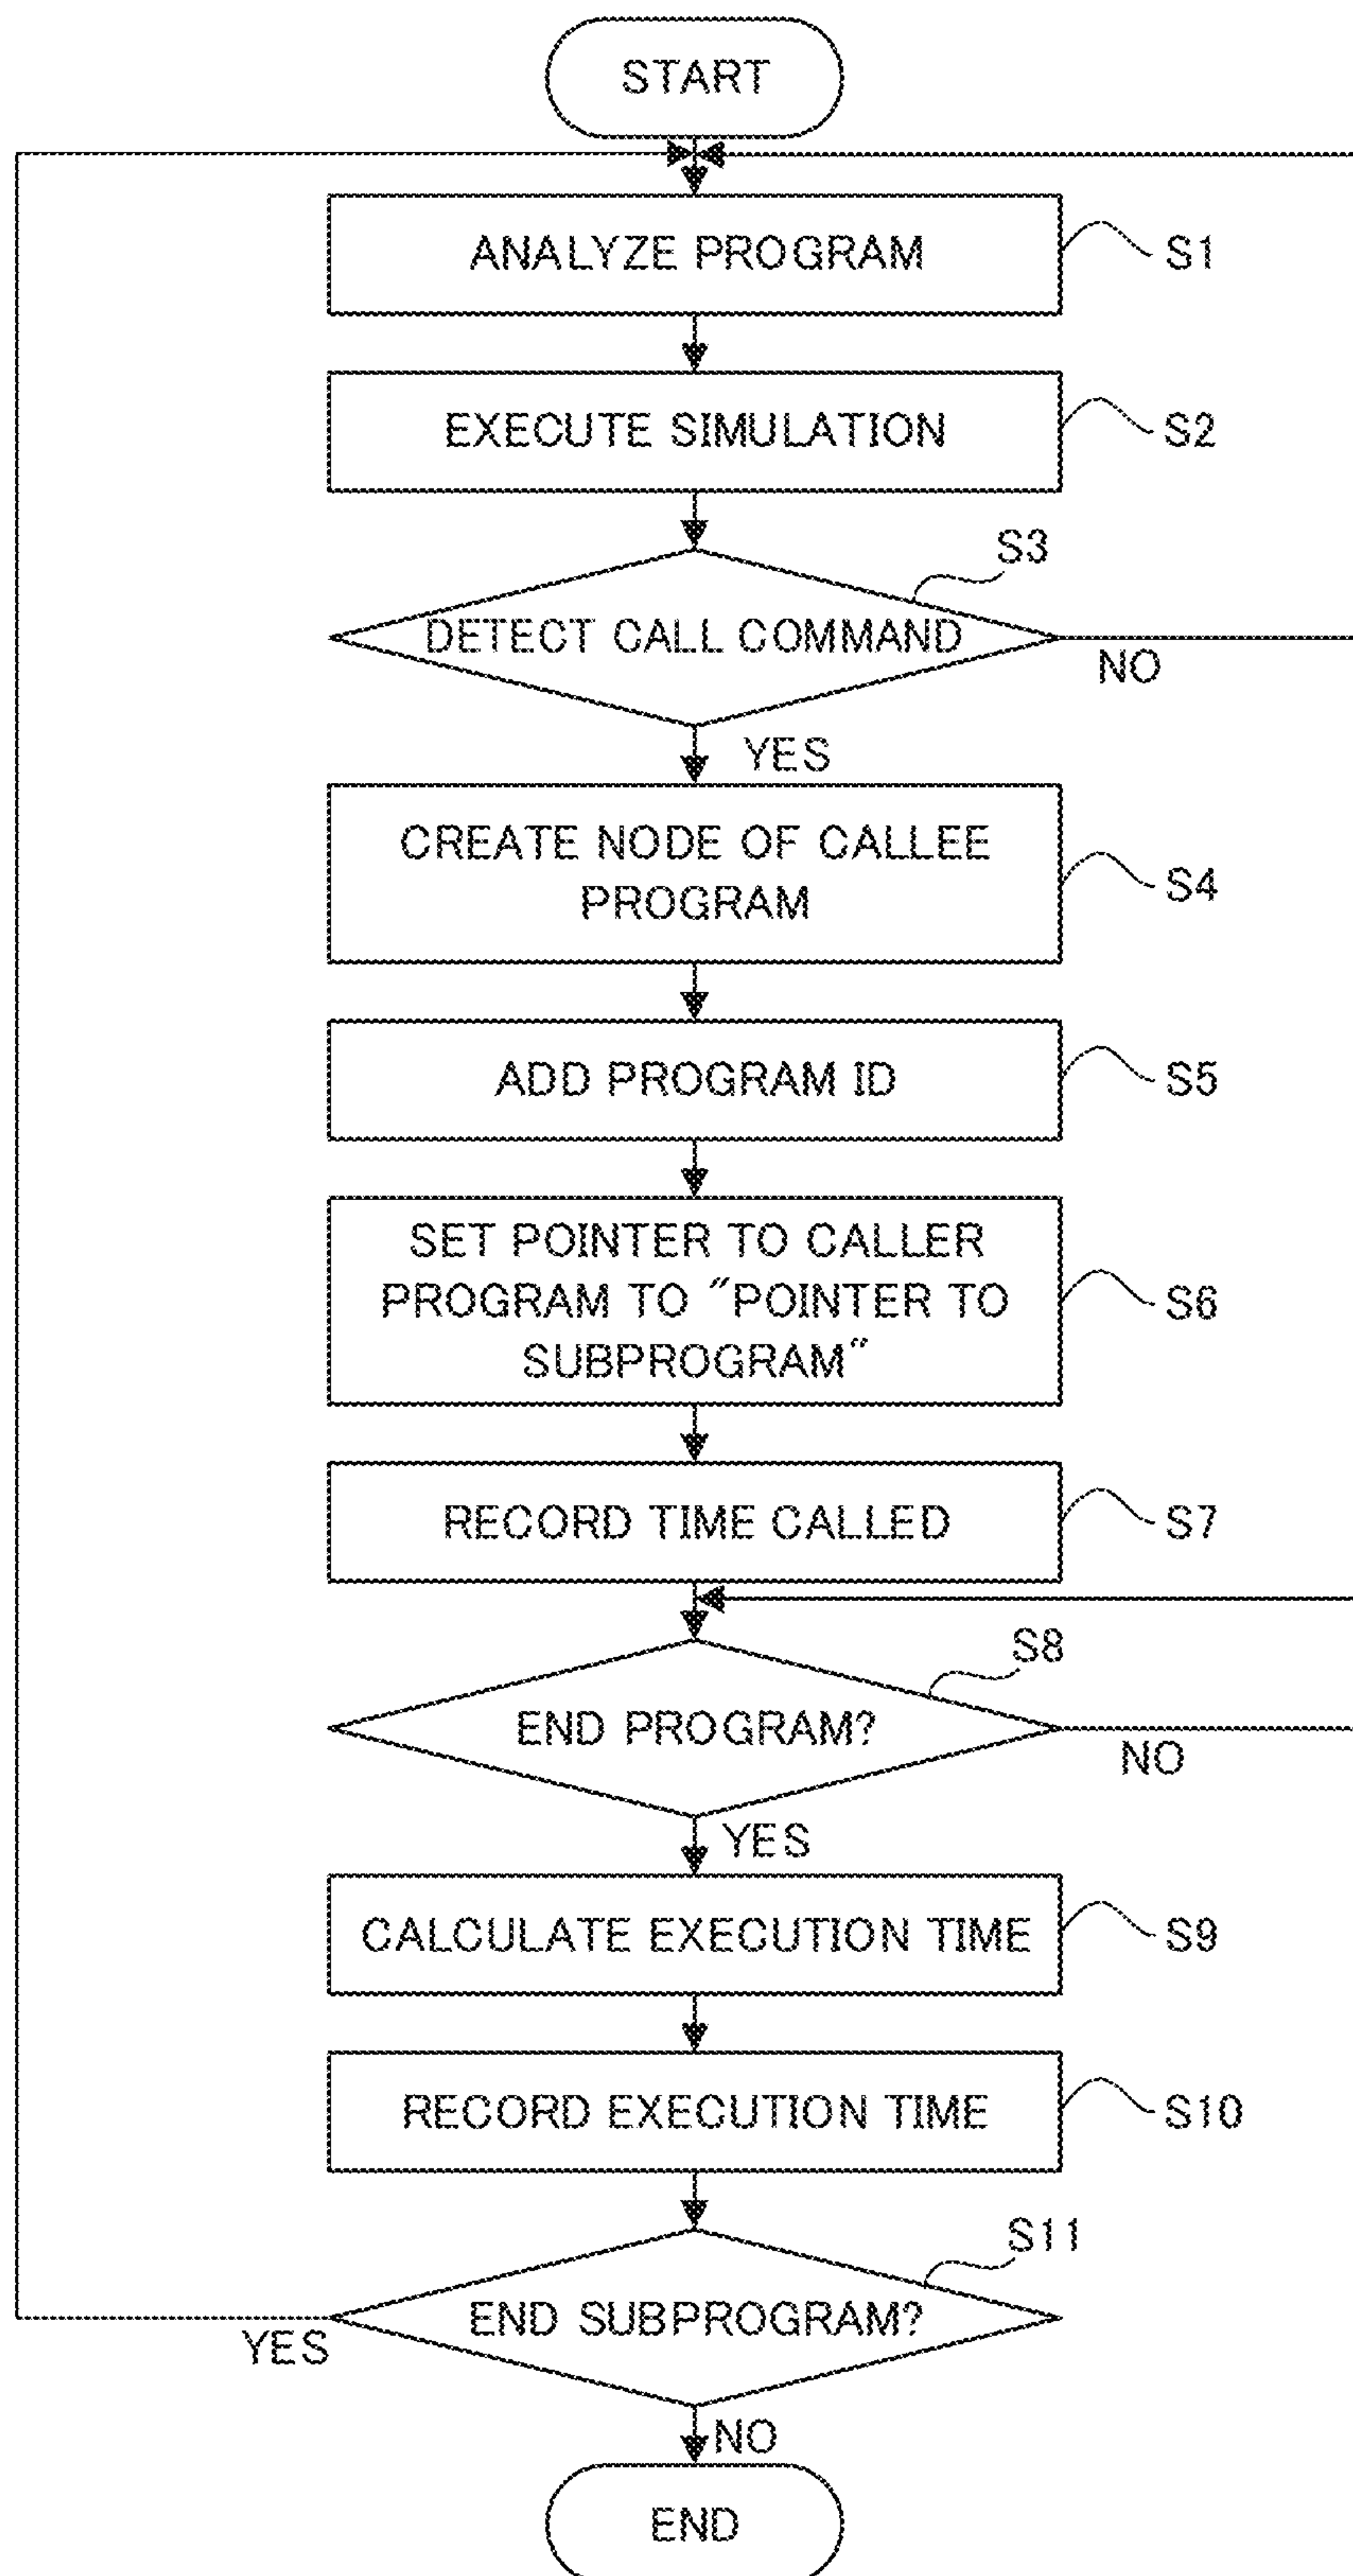 START
ANALYZE PROGRAM
S1
EXECUTE SIMULATION
S2
S3
DETECT CALL COMMAND
NO
YES
CREATE NODE OF CALLEE
PROGRAM
S4
ADD PROGRAM ID
S5
SET POINTER TO CALLER
PROGRAM TO "POINTER TO
SUBPROGRAM"
S6
RECORD TIME CALLED
S7
S8
END PROGRAM?
NO
YES
CALCULATE EXECUTION TIME
S9
RECORD EXECUTION TIME
S10
S11
END SUBPROGRAM?
YES
NO
END